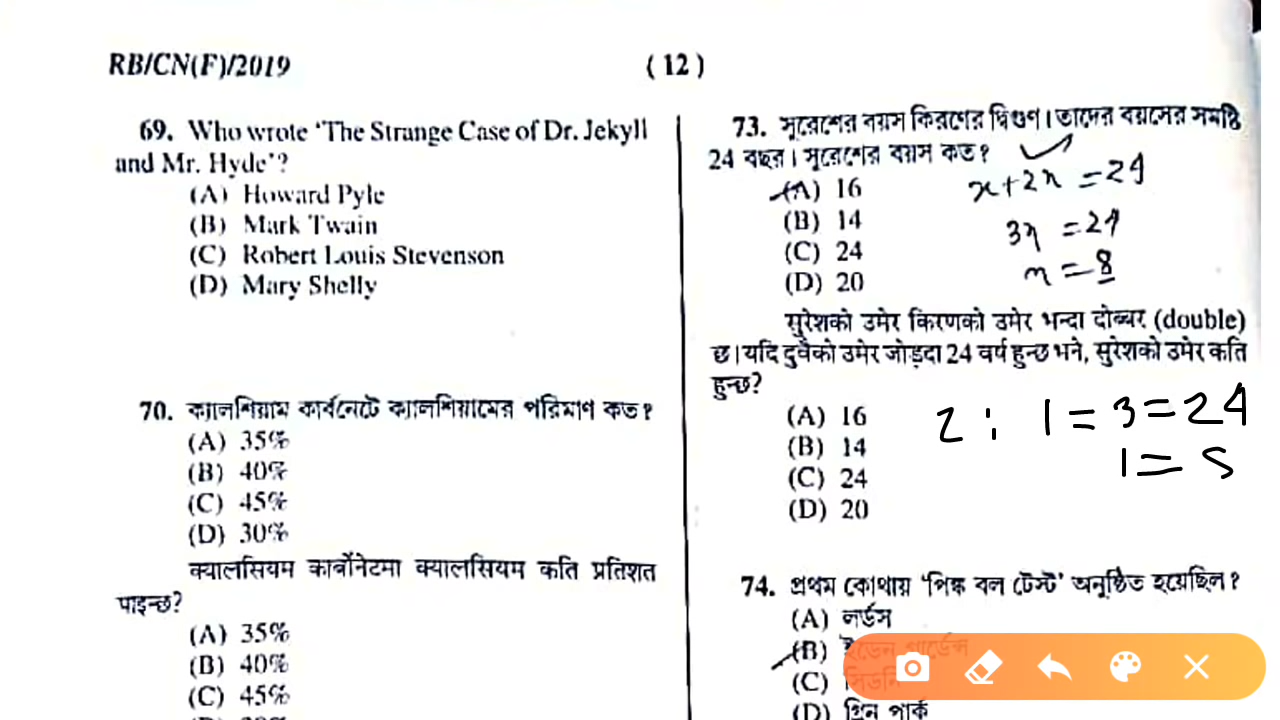 RB/CN(F)/2019
( 12 )
69. Who wrote 'The Strange Case of Dr. Jekyll
and Mr. Hyde'?
(A) Howard Pyle
(B) Mark Twain
(C) Robert Louis Stevenson
(D) Mary Shelly
70. ক্যালশিয়াম কার্বনেটে ক্যালশিয়ামের পরিমাণ কত?
(A) 35%
(B) 40%
(C) 45%
(D) 30%
क्यालसियम कार्बोनेटमा क्यालसियम कति प्रतिशत
पाइन्छ?
(A) 35%
(B) 40%
(C) 45%
73. সুরেশের বয়স কিরণের দ্বিগুণ। তাদের বয়সের সমষ্টি
24 বছর। সুরেশের বয়স কত?
(A) 16
(B) 14
(C) 24
(D) 20
x+2x = 24
3x = 24
x = 8
सुरेशको उमेर किरणको उमेर भन्दा दोब्बर (double)
छ। यदि दुवैको उमेर जोड्दा 24 वर्ष हुन्छ भने, सुरेशको उमेर कति
हुन्छ?
(A) 16
(B) 14
(C) 24
(D) 20
2 : 1 = 3 = 24
1 =
74. প্রথম কোথায় 'পিঙ্ক বল টেস্ট' অনুষ্ঠিত হয়েছিল?
(A) লর্ডস
(B) ইডেন গার্ডেন্স
(C) সিডনি
(D) গ্রিন পার্ক